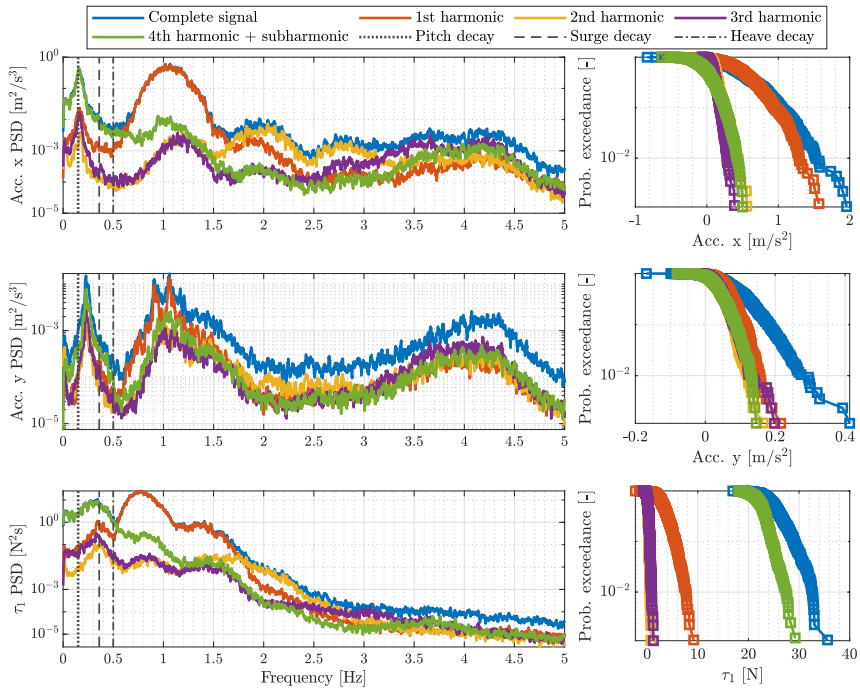 Complete signal 1st harmonic 2nd harmonic 3rd harmonic
4th harmonic + subharmonic Pitch decay Surge decay Heave decay
Acc. x PSD [m²/s³]
10⁰
10⁻³
10⁻⁵
0 0.5 1 1.5 2 2.5 3 3.5 4 4.5 5
Prob. exceedance [-]
10⁻²
-1 0 1 2
Acc. x [m/s²]
Acc. y PSD [m²/s³]
10⁻³
10⁻⁵
0 0.5 1 1.5 2 2.5 3 3.5 4 4.5 5
Prob. exceedance [-]
10⁻²
-0.2 0 0.2 0.4
Acc. y [m/s²]
τ₁ PSD [N²s]
10⁰
10⁻³
10⁻⁵
0 0.5 1 1.5 2 2.5 3 3.5 4 4.5 5
Frequency [Hz]
Prob. exceedance [-]
10⁻²
0 10 20 30 40
τ₁ [N]